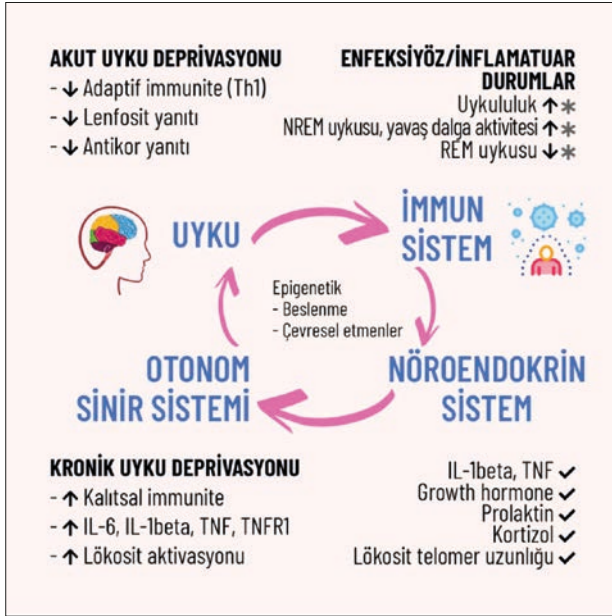 AKUT UYKU DEPRİVASYONU
- ↓ Adaptif immunite (Th1)
- ↓ Lenfosit yanıtı
- ↓ Antikor yanıtı
ENFEKSİYÖZ/İNFLAMATUAR
DURUMLAR
Uykululuk ↑*
NREM uykusu, yavaş dalga aktivitesi ↑*
REM uykusu ↓*
UYKU
İMMUN
SİSTEM
Epigenetik
- Beslenme
- Çevresel etmenler
OTONOM
SİNİR SİSTEMİ
NÖROENDOKRİN
SİSTEM
KRONİK UYKU DEPRİVASYONU
- ↑ Kalıtsal immunite
- ↑ IL-6, IL-1beta, TNF, TNFR1
- ↑ Lökosit aktivasyonu
IL-1beta, TNF ✓
Growth hormone ✓
Prolaktin ✓
Kortizol ✓
Lökosit telomer uzunlığu ✓